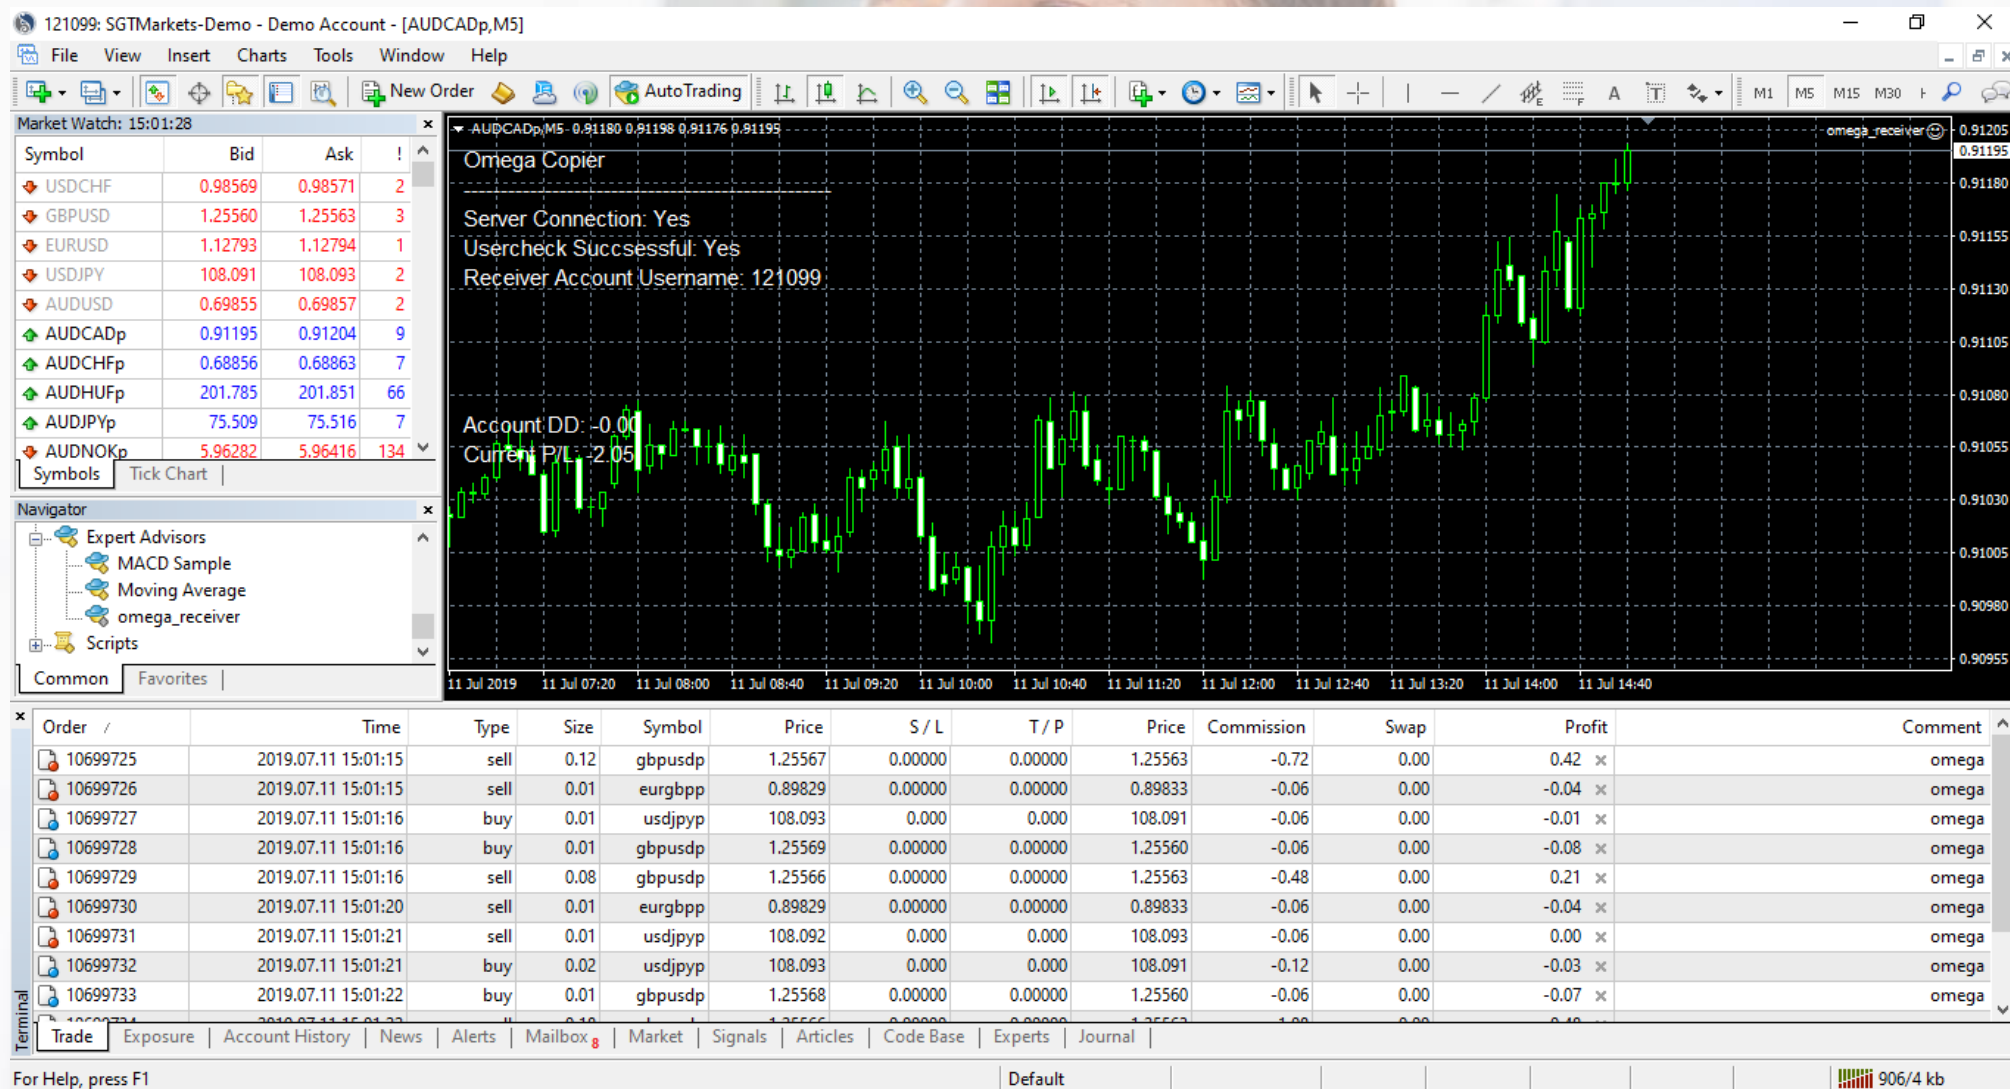 121099: SGTMarkets-Demo - Demo Account - [AUDCADp,M5]
File View Insert Charts Tools Window Help
New Order AutoTrading M1 M5 M15 M30
Market Watch: 15:01:28
Symbol Bid Ask !
USDCHF 0.98569 0.98571 2
GBPUSD 1.25560 1.25563 3
EURUSD 1.12793 1.12794 1
USDJPY 108.091 108.093 2
AUDUSD 0.69855 0.69857 2
AUDCADp 0.91195 0.91204 9
AUDCHFp 0.68856 0.68863 7
AUDHUFp 201.785 201.851 66
AUDJPYp 75.509 75.516 7
AUDNOKp 5.96282 5.96416 134
Symbols Tick Chart
Navigator
Expert Advisors
MACD Sample
Moving Average
omega_receiver
Scripts
Common Favorites
AUDCADp,M5 0.91180 0.91198 0.91176 0.91195
omega_receiver
Omega Copier
Server Connection: Yes
Usercheck Succsessful: Yes
Receiver Account Username: 121099
Account DD: -0.00
Current P/L: -2.05
0.91205
0.91195
0.91180
0.91155
0.91130
0.91105
0.91080
0.91055
0.91030
0.91005
0.90980
0.90955
11 Jul 2019 11 Jul 07:20 11 Jul 08:00 11 Jul 08:40 11 Jul 09:20 11 Jul 10:00 11 Jul 10:40 11 Jul 11:20 11 Jul 12:00 11 Jul 12:40 11 Jul 13:20 11 Jul 14:00 11 Jul 14:40
Order / Time Type Size Symbol Price S / L T / P Price Commission Swap Profit Comment
10699725 2019.07.11 15:01:15 sell 0.12 gbpusdp 1.25567 0.00000 0.00000 1.25563 -0.72 0.00 0.42 omega
10699726 2019.07.11 15:01:15 sell 0.01 eurgbpp 0.89829 0.00000 0.00000 0.89833 -0.06 0.00 -0.04 omega
10699727 2019.07.11 15:01:16 buy 0.01 usdjpyp 108.093 0.000 0.000 108.091 -0.06 0.00 -0.01 omega
10699728 2019.07.11 15:01:16 buy 0.01 gbpusdp 1.25569 0.00000 0.00000 1.25560 -0.06 0.00 -0.08 omega
10699729 2019.07.11 15:01:16 sell 0.08 gbpusdp 1.25566 0.00000 0.00000 1.25563 -0.48 0.00 0.21 omega
10699730 2019.07.11 15:01:20 sell 0.01 eurgbpp 0.89829 0.00000 0.00000 0.89833 -0.06 0.00 -0.04 omega
10699731 2019.07.11 15:01:21 sell 0.01 usdjpyp 108.092 0.000 0.000 108.093 -0.06 0.00 0.00 omega
10699732 2019.07.11 15:01:21 buy 0.02 usdjpyp 108.093 0.000 0.000 108.091 -0.12 0.00 -0.03 omega
10699733 2019.07.11 15:01:22 buy 0.01 gbpusdp 1.25568 0.00000 0.00000 1.25560 -0.06 0.00 -0.07 omega
Terminal
Trade Exposure Account History News Alerts Mailbox 8 Market Signals Articles Code Base Experts Journal
For Help, press F1 Default 906/4 kb